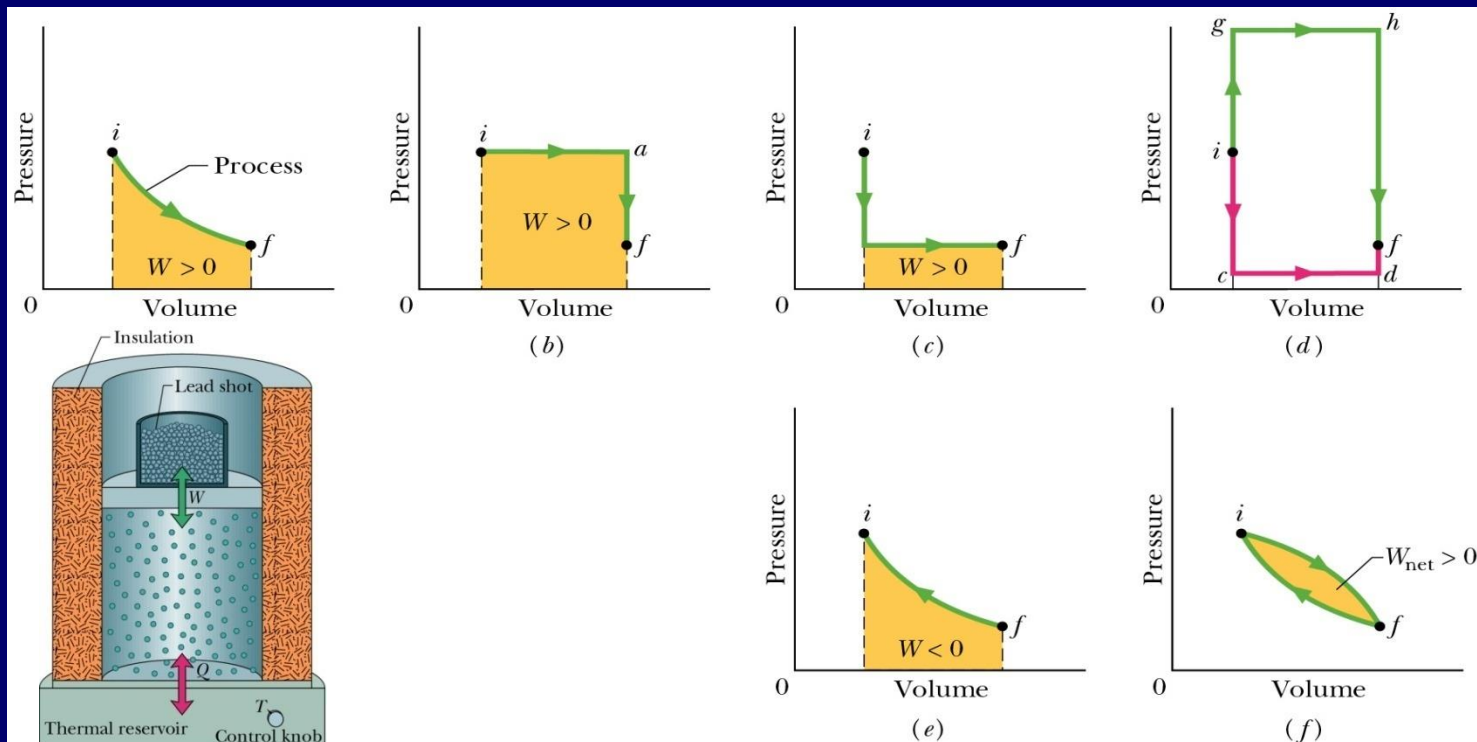 Pressure
i
Process
f
W > 0
0
Volume
Pressure
i
a
W > 0
f
0
Volume
(b)
Pressure
i
f
W > 0
0
Volume
(c)
Pressure
g
h
i
f
c
d
0
Volume
(d)
Insulation
Lead shot
W
Q
T
Thermal reservoir
Control knob
Pressure
i
f
W < 0
0
Volume
(e)
Pressure
i
Wnet > 0
f
0
Volume
(f)